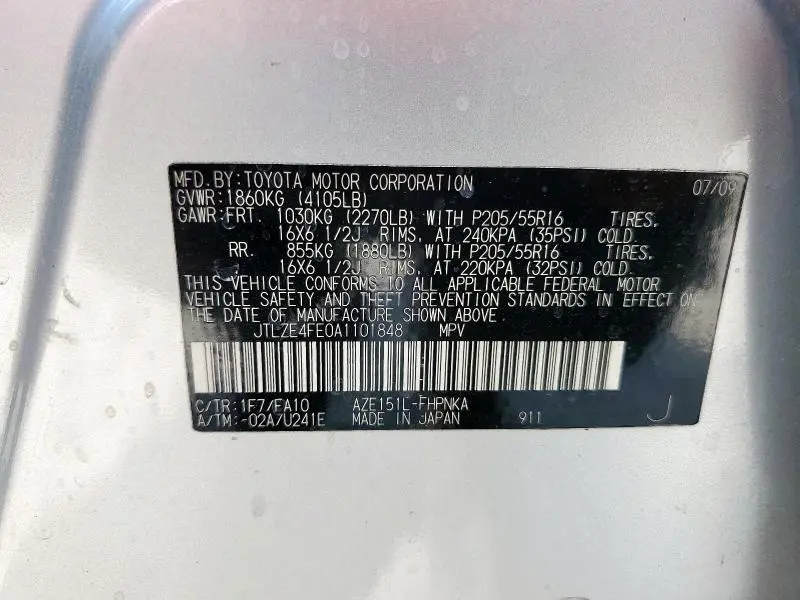 MFD.BY:TOYOTA MOTOR CORPORATION 07/09
GVWR:1860KG (4105LB)
GAWR:FRT. 1030KG (2270LB) WITH P205/55R16 TIRES,
16X6 1/2J RIMS, AT 240KPA (35PSI) COLD.
RR. 855KG (1880LB) WITH P205/55R16 TIRES,
16X6 1/2J RIMS, AT 220KPA (32PSI) COLD.
THIS VEHICLE CONFORMS TO ALL APPLICABLE FEDERAL MOTOR
VEHICLE SAFETY AND THEFT PREVENTION STANDARDS IN EFFECT ON
THE DATE OF MANUFACTURE SHOWN ABOVE.
JTLZE4FE0A1101848 MPV
C/TR:1F7/FA10 AZE151L-FHPNKA
A/TM:-02A/U241E MADE IN JAPAN 911 J